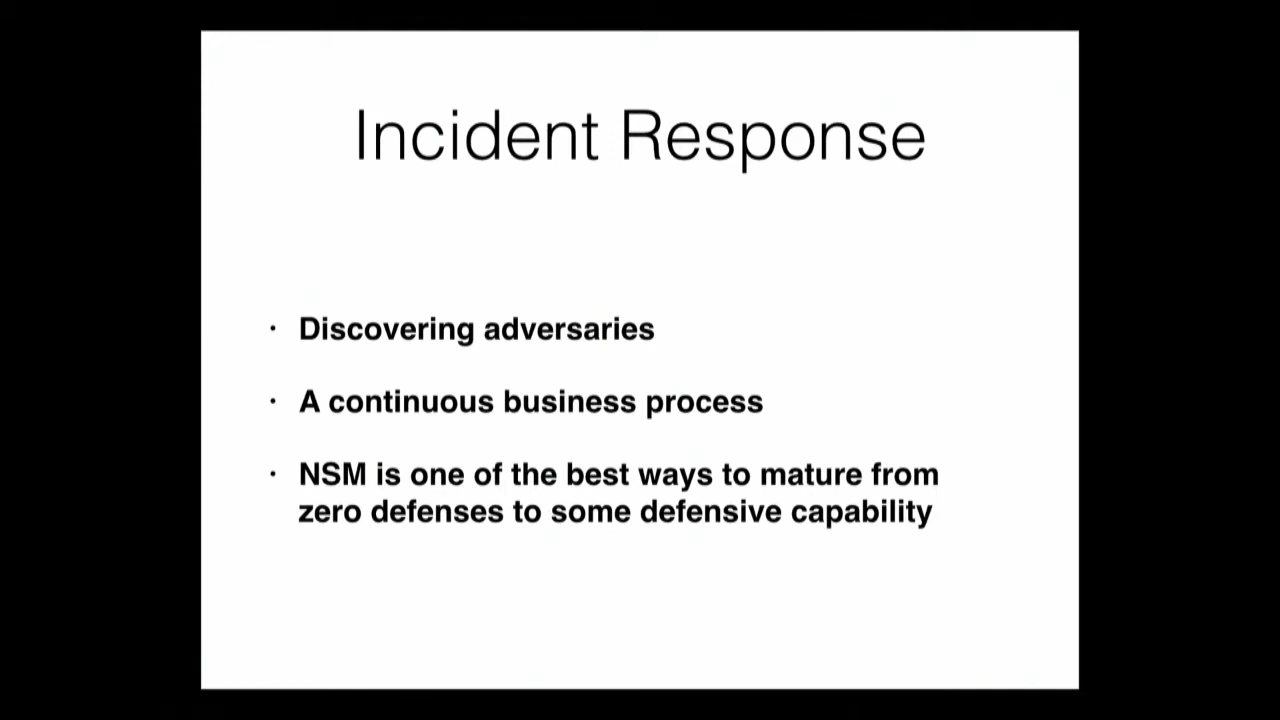 Incident Response
· Discovering adversaries
· A continuous business process
· NSM is one of the best ways to mature from
zero defenses to some defensive capability